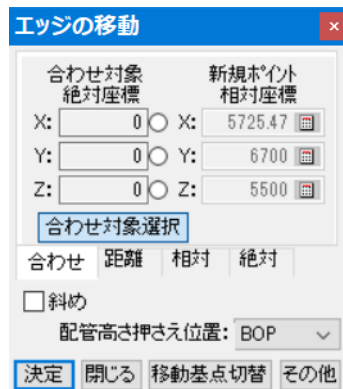 エッジの移動
合わせ対象 新規ポイント
絶対座標 相対座標
X: 0 X: 5725.47
Y: 0 Y: 6700
Z: 0 Z: 5500
合わせ対象選択
合わせ 距離 相対 絶対
斜め
配管高さ押さえ位置: BOP
決定 閉じる 移動基点切替 その他